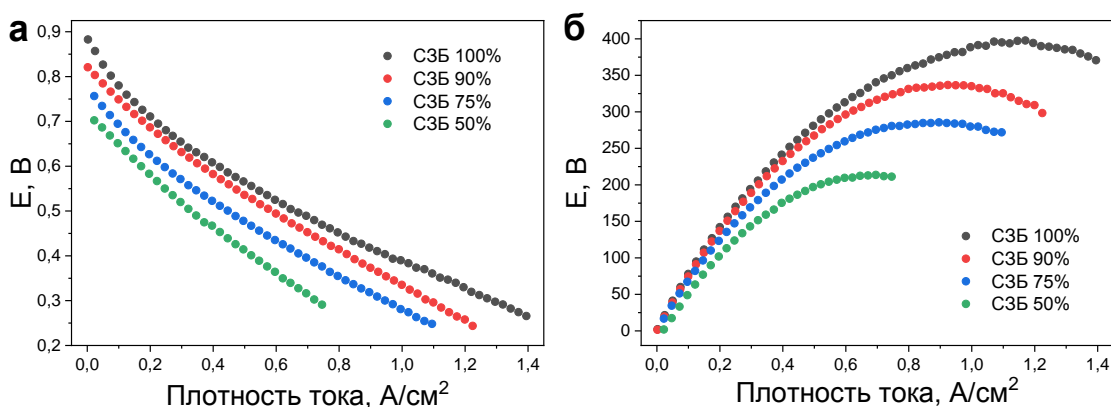 а
Е, В
0,9
0,8
0,7
0,6
0,5
0,4
0,3
0,2
0,0 0,2 0,4 0,6 0,8 1,0 1,2 1,4
Плотность тока, А/см²
СЗБ 100%
СЗБ 90%
СЗБ 75%
СЗБ 50%
б
Е, В
400
350
300
250
200
150
100
50
0
0,0 0,2 0,4 0,6 0,8 1,0 1,2 1,4
Плотность тока, А/см²
СЗБ 100%
СЗБ 90%
СЗБ 75%
СЗБ 50%